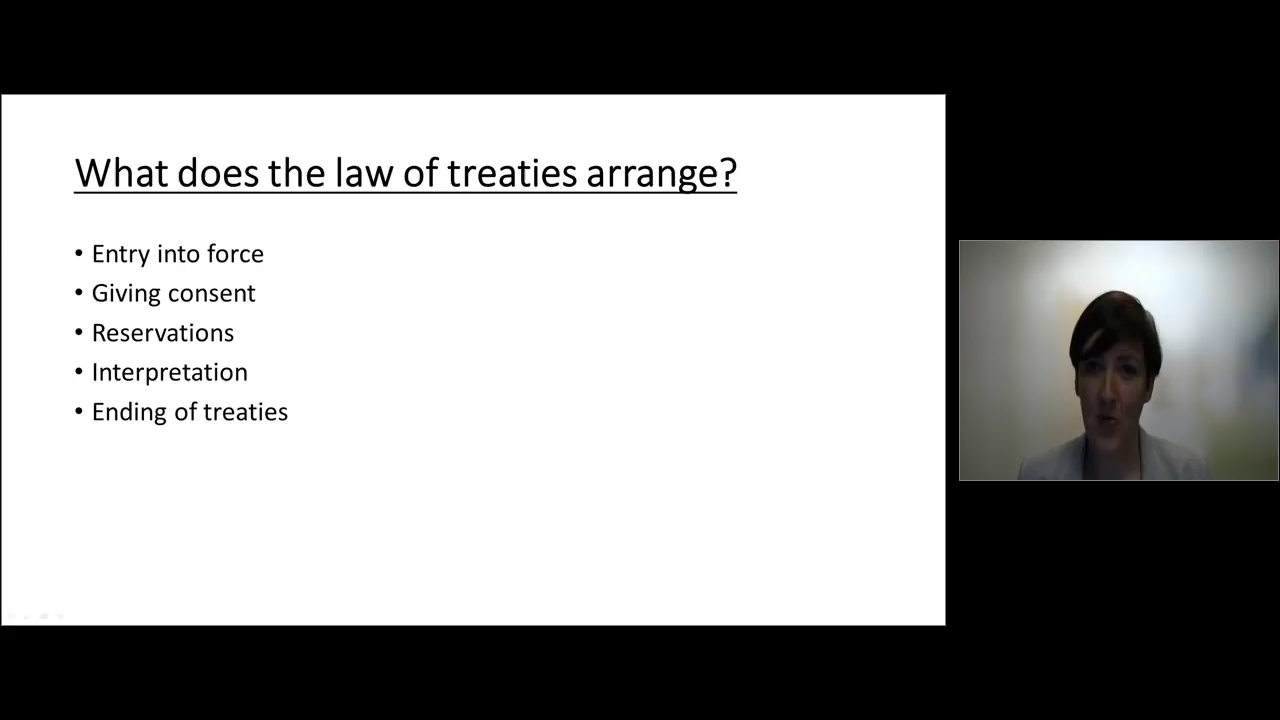 What does the law of treaties arrange?
• Entry into force
• Giving consent
• Reservations
• Interpretation
• Ending of treaties